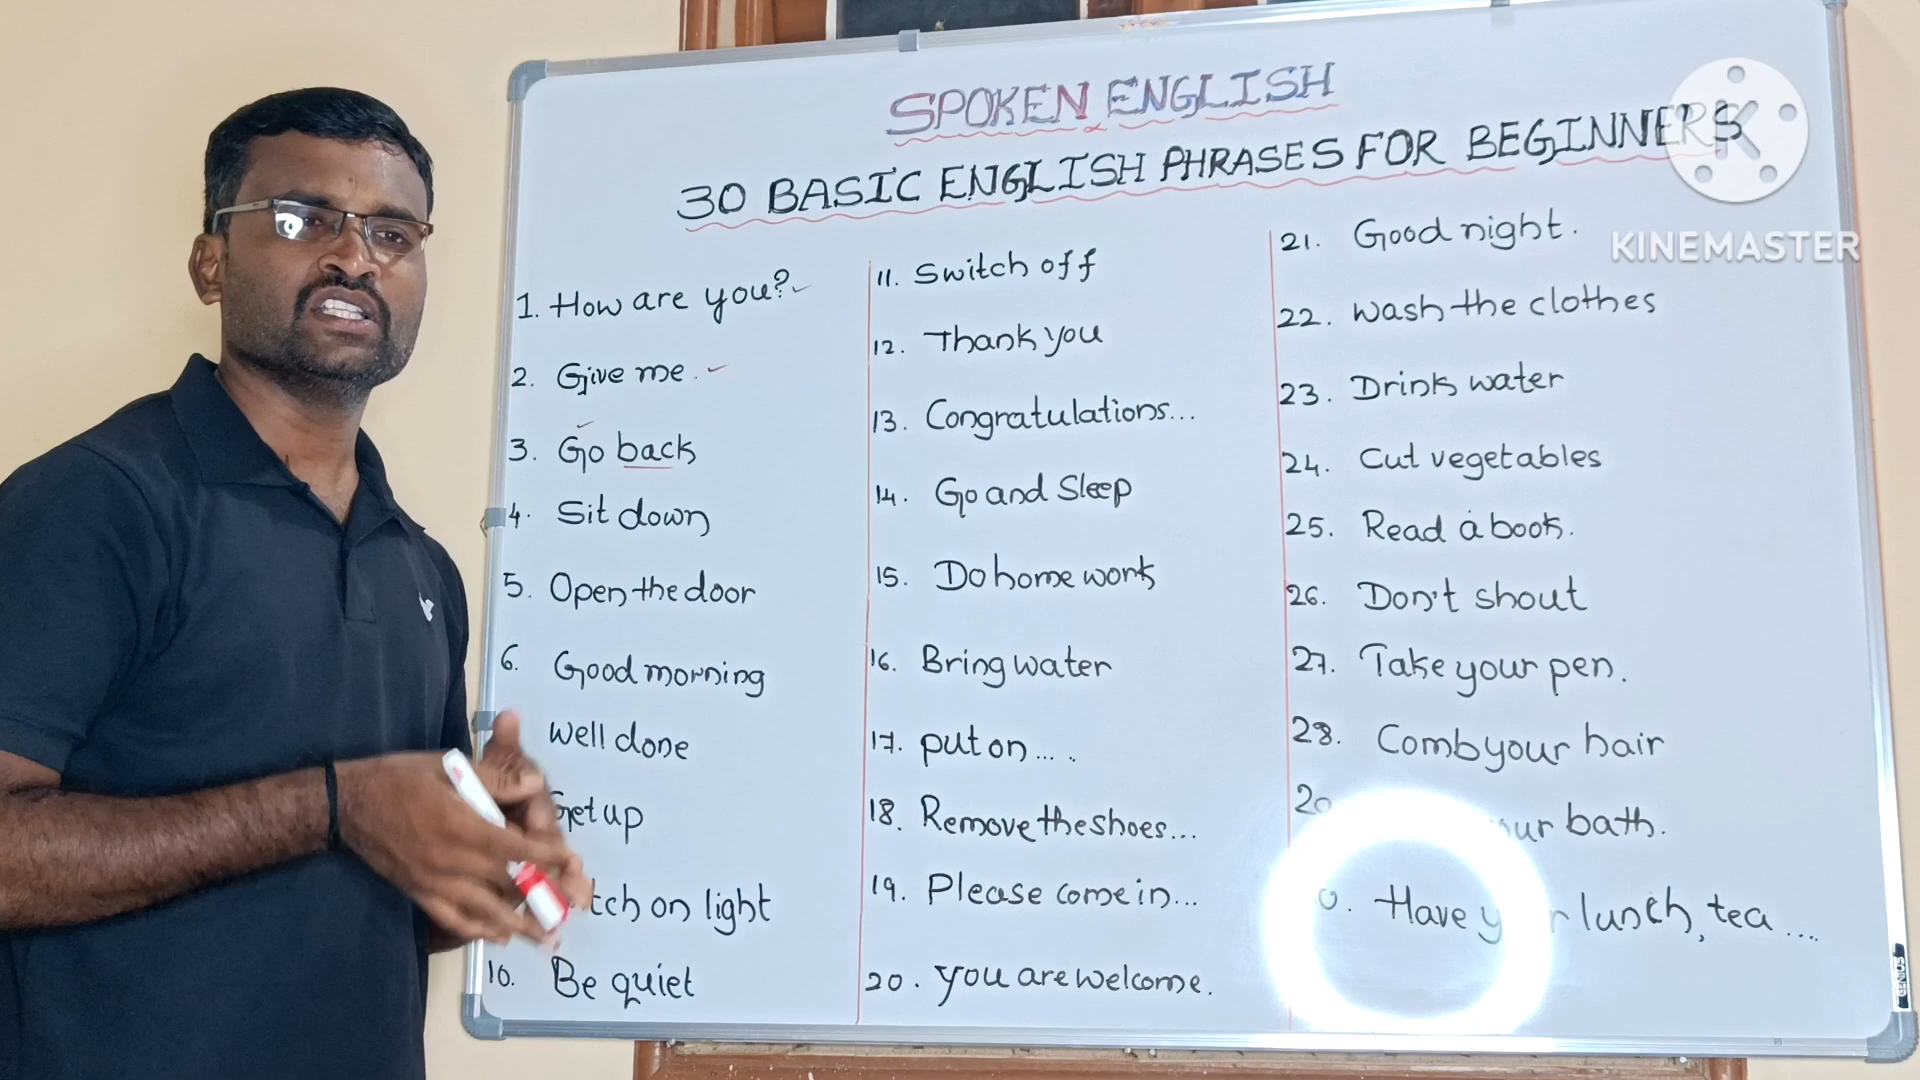 SPOKEN ENGLISH
30 BASIC ENGLISH PHRASES FOR BEGINNERS
KINEMASTER
1. How are you?
2. Give me.
3. Go back
4. Sit down
5. Open the door
6. Good morning
Well done
Get up
tch on light
10. Be quiet
11. Switch off
12. Thank you
13. Congratulations...
14. Go and Sleep
15. Do home work
16. Bring water
17. put on....
18. Remove the shoes...
19. Please come in...
20. you are welcome.
21. Good night.
22. Wash the clothes
23. Drink water
24. Cut vegetables
25. Read a book.
26. Don't shout
27. Take your pen.
28. Comb your hair
bath.
0. Have lunch, tea ....